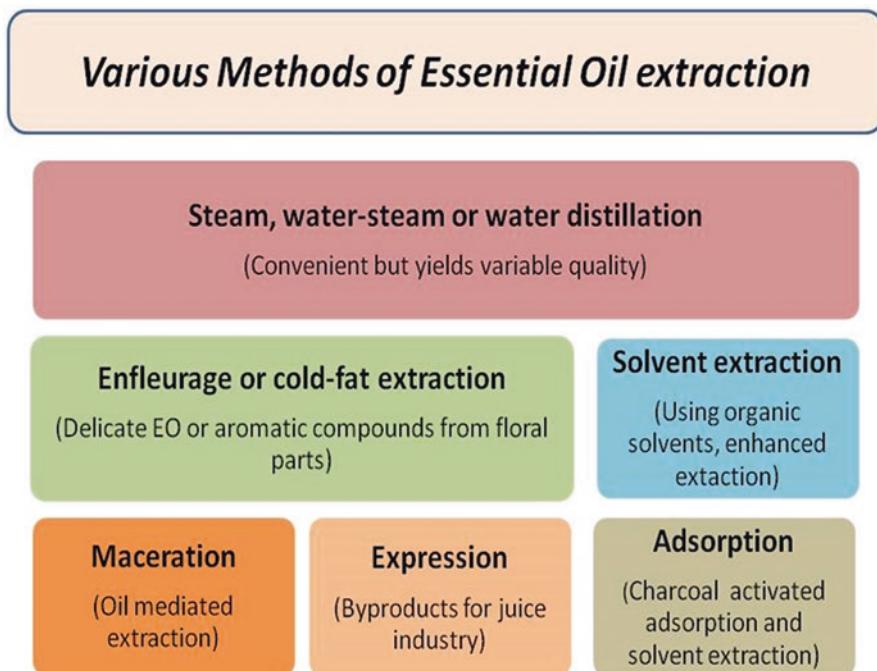 Various Methods of Essential Oil extraction
Steam, water-steam or water distillation
(Convenient but yields variable quality)
Enfleurage or cold-fat extraction
(Delicate EO or aromatic compounds from floral
parts)
Solvent extraction
(Using organic
solvents, enhanced
extaction)
Maceration
(Oil mediated
extraction)
Expression
(Byproducts for juice
industry)
Adsorption
(Charcoal activated
adsorption and
solvent extraction)